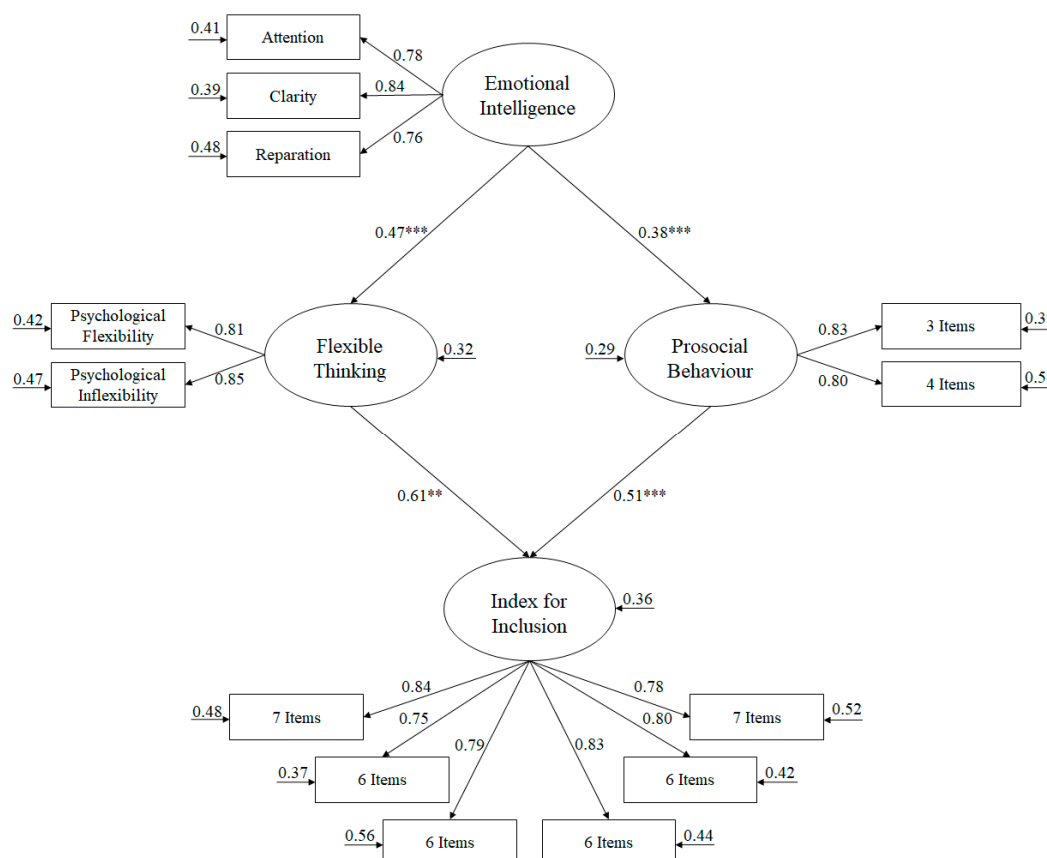 0.41
Attention
0.78
Emotional
Intelligence
0.39
Clarity
0.84
0.48
Reparation
0.76
0.47***
0.38***
0.42
Psychological
Flexibility
0.81
Flexible
Thinking
0.32
0.29
Prosocial
Behaviour
0.83
3 Items
0.47
Psychological
Inflexibility
0.85
0.80
4 Items
0.61**
0.51***
Index for
Inclusion
0.36
0.48
7 Items
0.84
0.78
7 Items
0.52
0.75
0.80
0.37
6 Items
0.79
0.83
6 Items
0.42
0.56
6 Items
6 Items
0.44